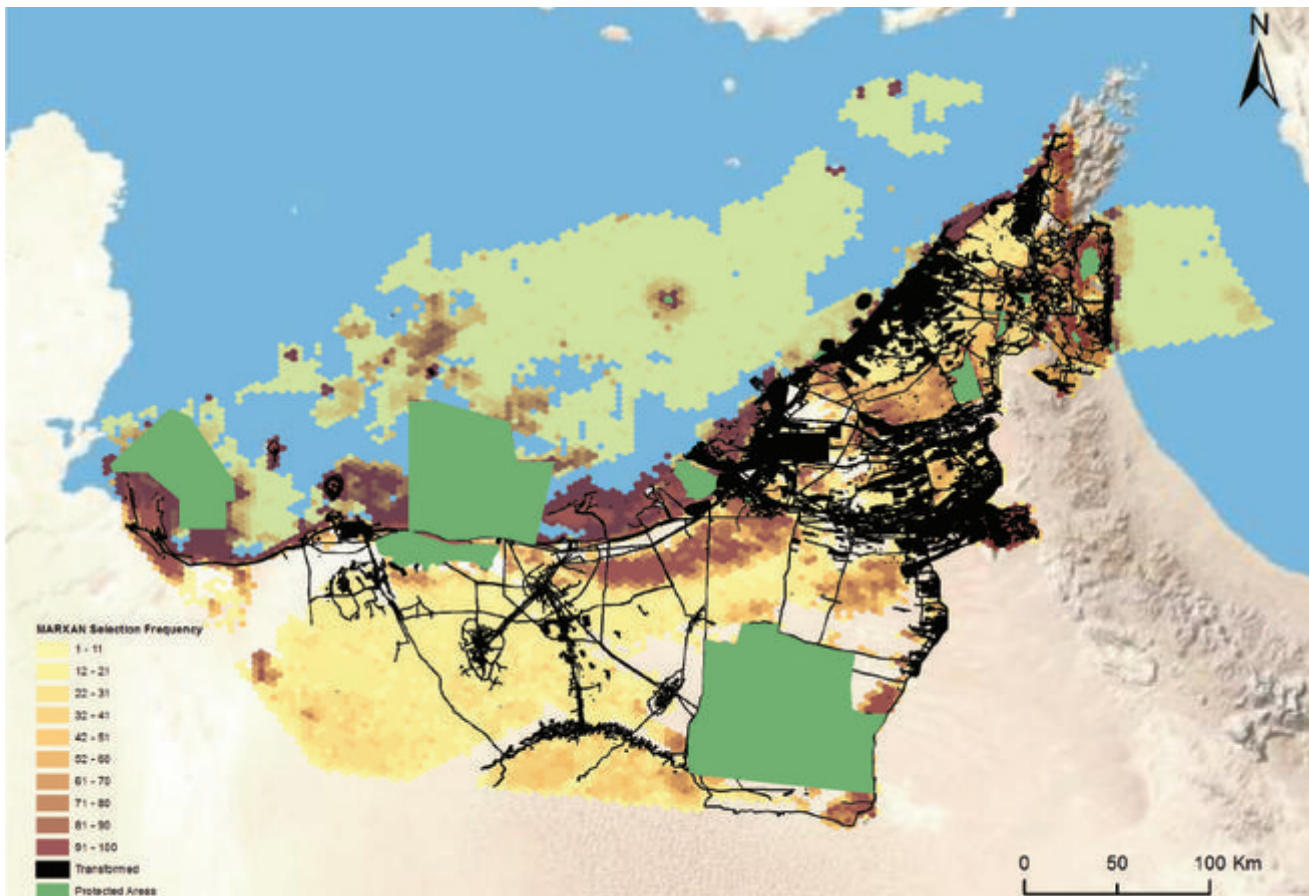 N
MARXAN Selection Frequency
1 - 11
12 - 21
22 - 31
32 - 41
42 - 51
52 - 60
61 - 70
71 - 80
81 - 90
91 - 100
Transformed
Protected Areas
0 50 100 Km